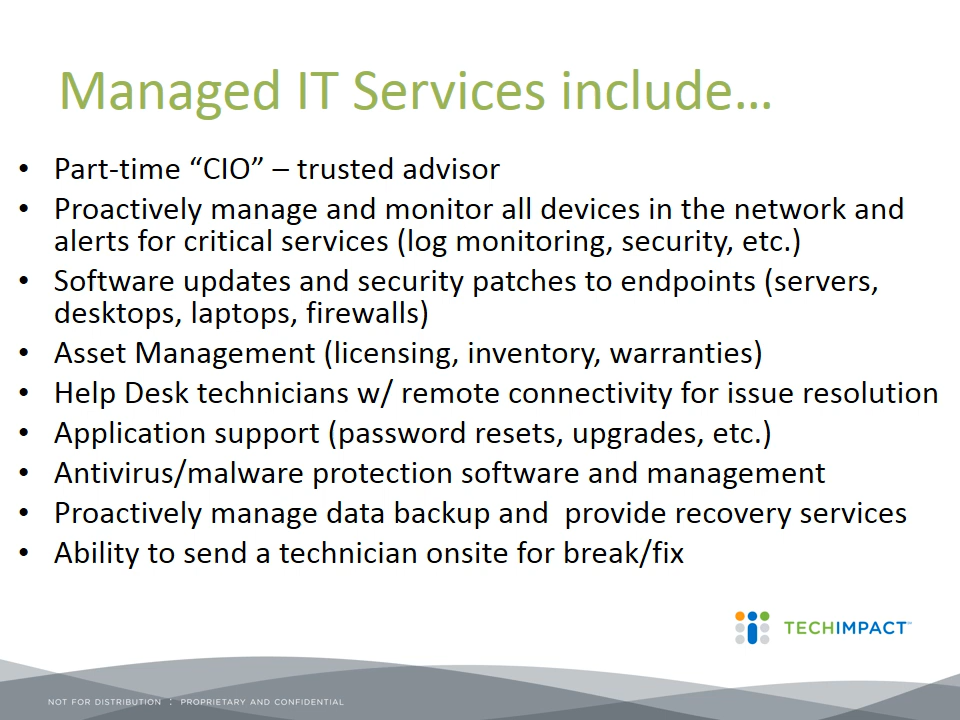 Managed IT Services include…
• Part-time “CIO” – trusted advisor
• Proactively manage and monitor all devices in the network and
alerts for critical services (log monitoring, security, etc.)
• Software updates and security patches to endpoints (servers,
desktops, laptops, firewalls)
• Asset Management (licensing, inventory, warranties)
• Help Desk technicians w/ remote connectivity for issue resolution
• Application support (password resets, upgrades, etc.)
• Antivirus/malware protection software and management
• Proactively manage data backup and  provide recovery services
• Ability to send a technician onsite for break/fix
TECHIMPACT™
NOT FOR DISTRIBUTION : PROPRIETARY AND CONFIDENTIAL